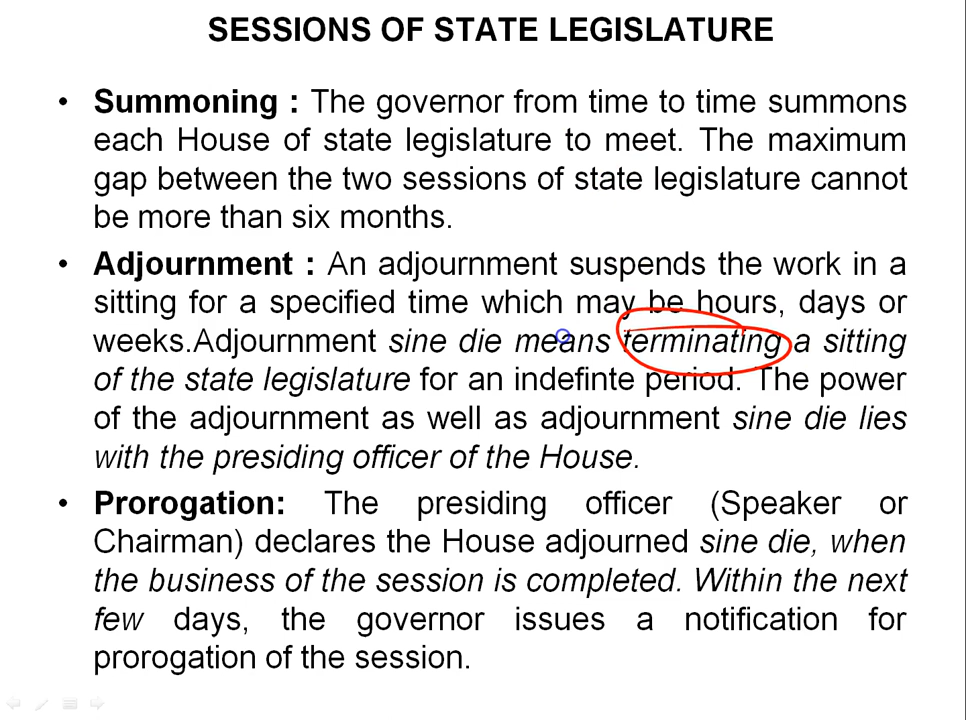 SESSIONS OF STATE LEGISLATURE
• Summoning : The governor from time to time summons
each House of state legislature to meet. The maximum
gap between the two sessions of state legislature cannot
be more than six months.
• Adjournment : An adjournment suspends the work in a
sitting for a specified time which may be hours, days or
weeks.Adjournment sine die means terminating a sitting
of the state legislature for an indefinte period. The power
of the adjournment as well as adjournment sine die lies
with the presiding officer of the House.
• Prorogation: The presiding officer (Speaker or
Chairman) declares the House adjourned sine die, when
the business of the session is completed. Within the next
few days, the governor issues a notification for
prorogation of the session.